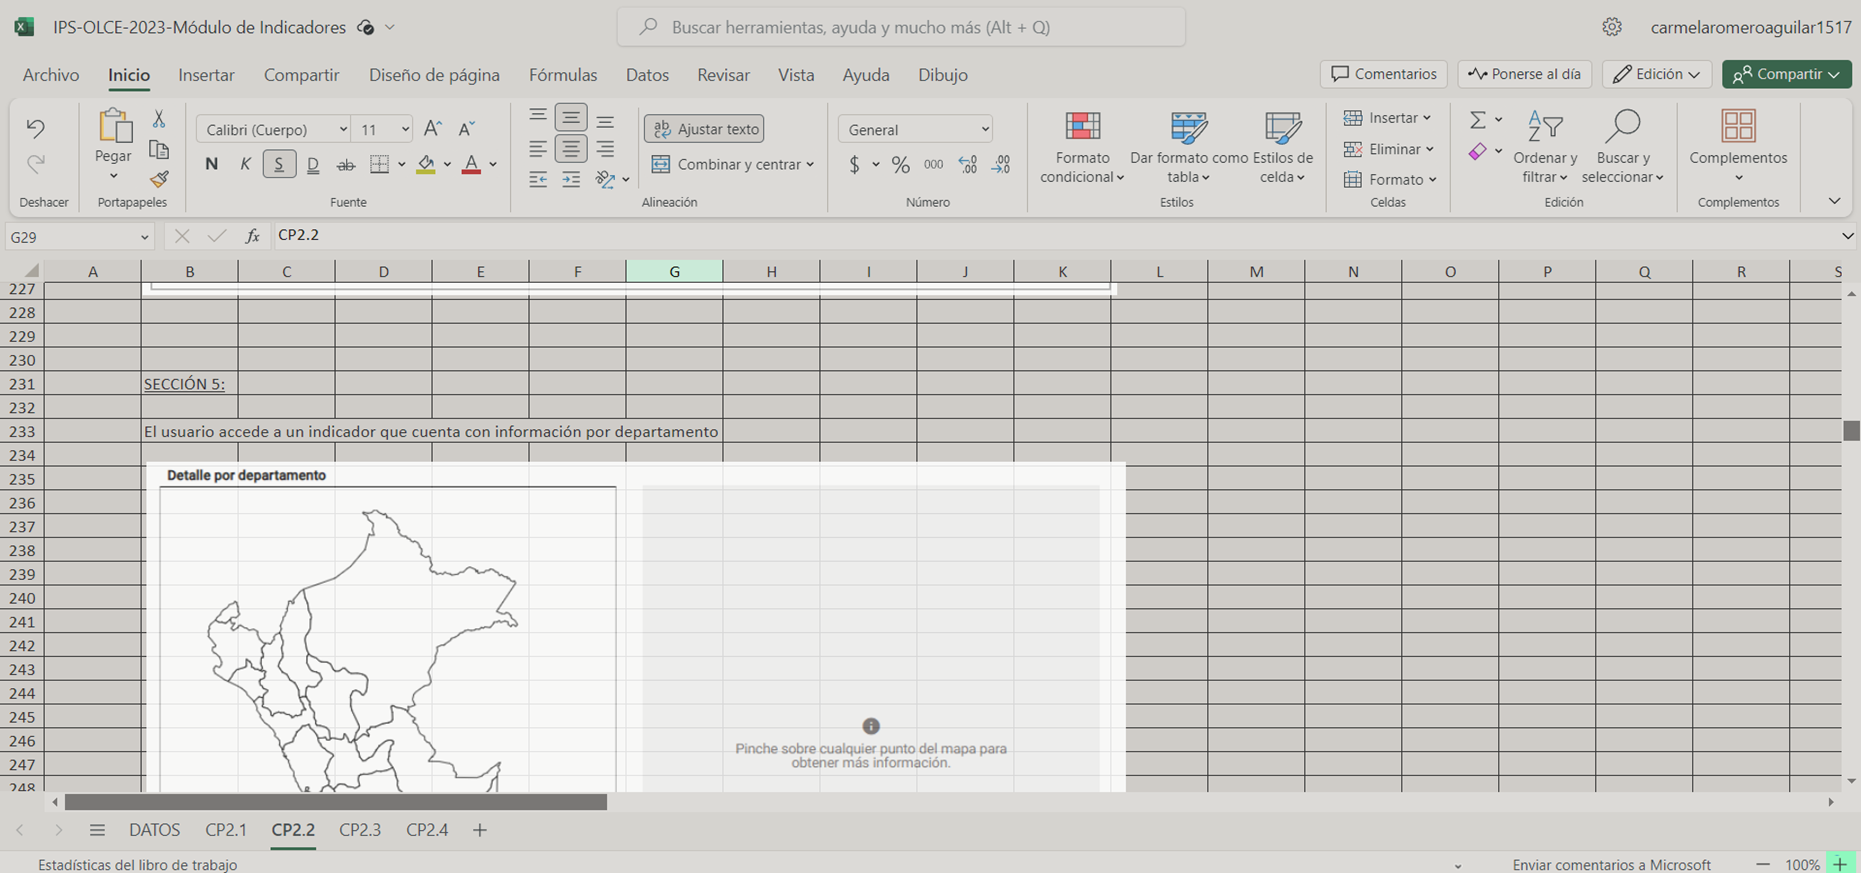 IPS-OLCE-2023-Módulo de Indicadores
Buscar herramientas, ayuda y mucho más (Alt + Q)
carmelaromeroaguilar1517
Archivo Inicio Insertar Compartir Diseño de página Fórmulas Datos Revisar Vista Ayuda Dibujo
Comentarios Ponerse al día Edición Compartir
Pegar
Calibri (Cuerpo) 11 A A
N K S D ab A
ab Ajustar texto
Combinar y centrar
General
$ % 000 ,00 ,00
Formato condicional
Dar formato como tabla
Estilos de celda
Insertar
Eliminar
Formato
Ordenar y filtrar
Buscar y seleccionar
Complementos
Deshacer Portapapeles Fuente Alineación Número Estilos Celdas Edición Complementos
G29 fx CP2.2
A B C D E F G H I J K L M N O P Q R S
227
228
229
230
231 SECCIÓN 5:
232
233 El usuario accede a un indicador que cuenta con información por departamento
234
235 Detalle por departamento
236
237
238
239
240
241
242
243
244
245
246
247
248
Pinche sobre cualquier punto del mapa para
obtener más información.
DATOS CP2.1 CP2.2 CP2.3 CP2.4 +
Estadísticas del libro de trabajo Enviar comentarios a Microsoft — 100% +